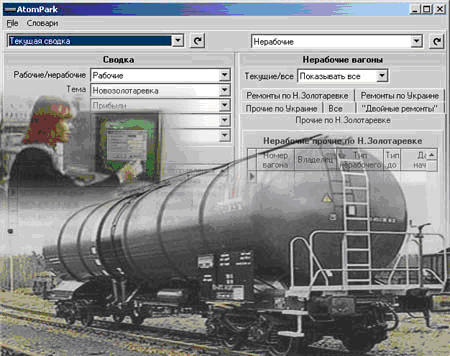 AtomPark
File Словари
Текущая сводка
Нерабочие
Сводка
Нерабочие вагоны
Рабочие/нерабочие Рабочие
Текущие/все Показывать все
Тема Новозолотаревка
Ремонты по Н.Золотаревке Ремонты по Украине
Прибыли
Прочие по Украине Все "Двойные ремонты"
Прочие по Н.Золотаревке
Нерабочие прочие по Н.Золотаревке
Номер вагона Владелец Тип нерабочего Тип до Да нач